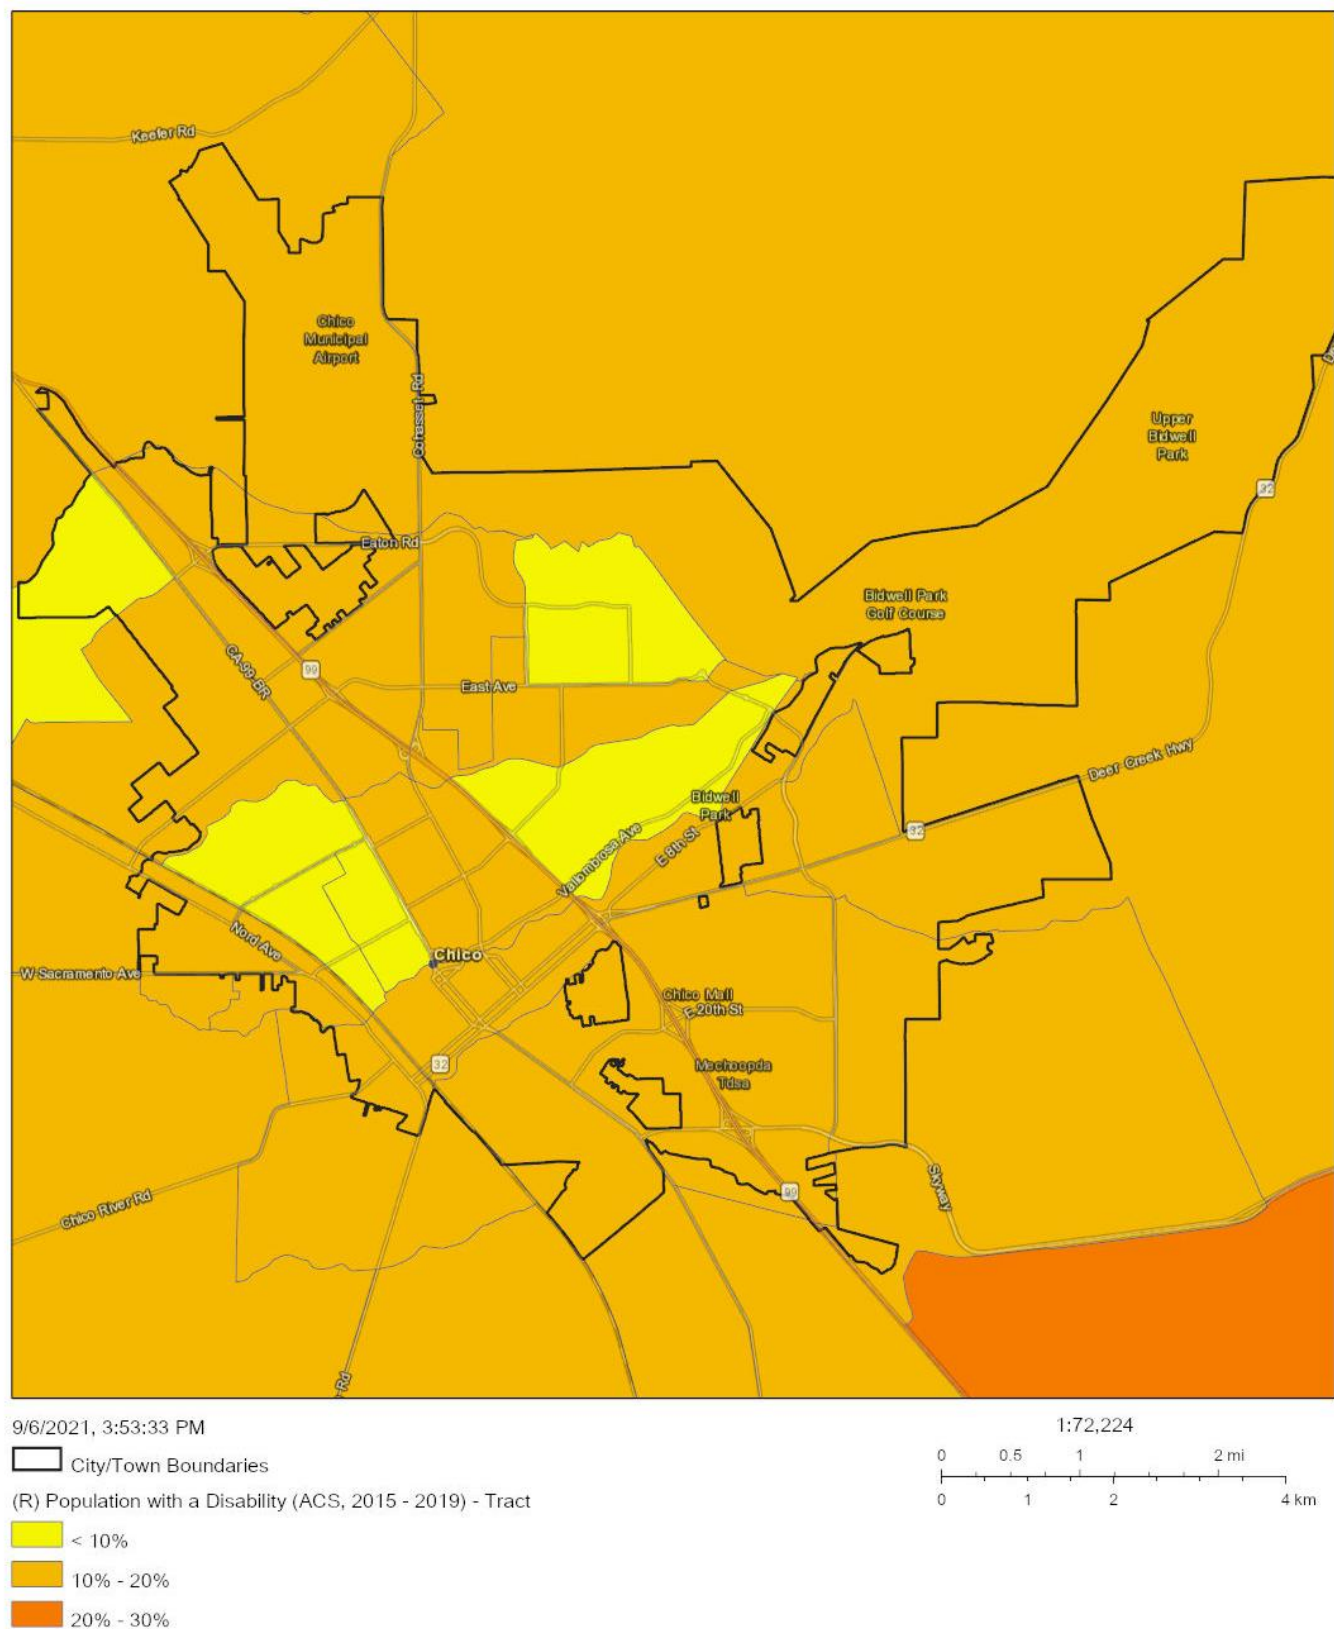 Keefer Rd
Chico
Municipal
Airport
Cohasset Rd
Upper
Bidwell
Park
32
Eaton Rd
Bidwell Park
Golf Course
CA-99-BR
99
East Ave
Deer Creek Hwy
Bidwell
Park
32
Vallombrosa Ave
E 8th St
Nord Ave
Chico
W Sacramento Ave
Chico Mall
E 20th St
32
Mechoopda
Tdsa
Skyway
99
Chico River Rd
Rd
9/6/2021, 3:53:33 PM
1:72,224
City/Town Boundaries
0 0.5 1 2 mi
0 1 2 4 km
(R) Population with a Disability (ACS, 2015 - 2019) - Tract
< 10%
10% - 20%
20% - 30%